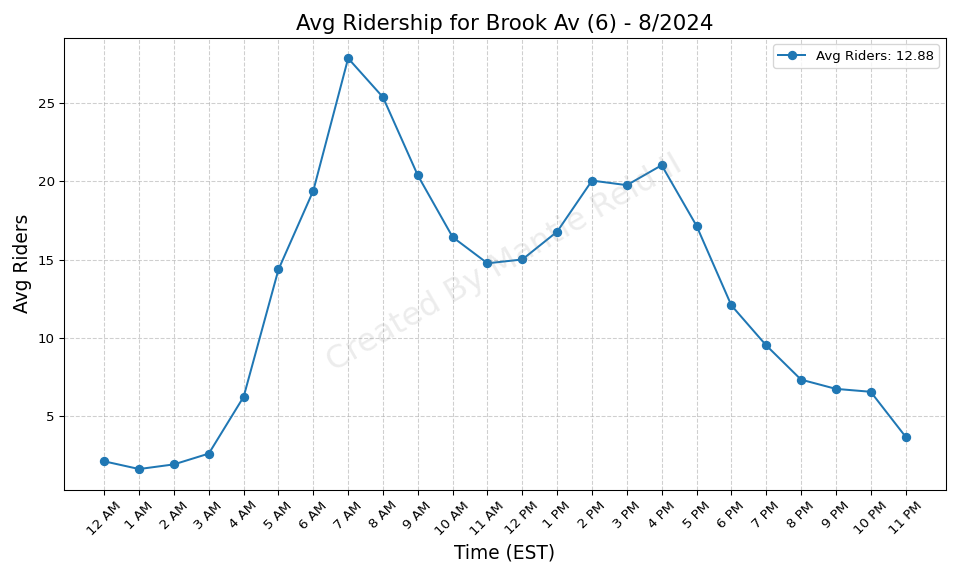 Avg Ridership for Brook Av (6) - 8/2024
Avg Riders: 12.88
Avg Riders
25
20
15
10
5
12 AM
1 AM
2 AM
3 AM
4 AM
5 AM
6 AM
7 AM
8 AM
9 AM
10 AM
11 AM
12 PM
1 PM
2 PM
3 PM
4 PM
5 PM
6 PM
7 PM
8 PM
9 PM
10 PM
11 PM
Time (EST)
Created By Mantie